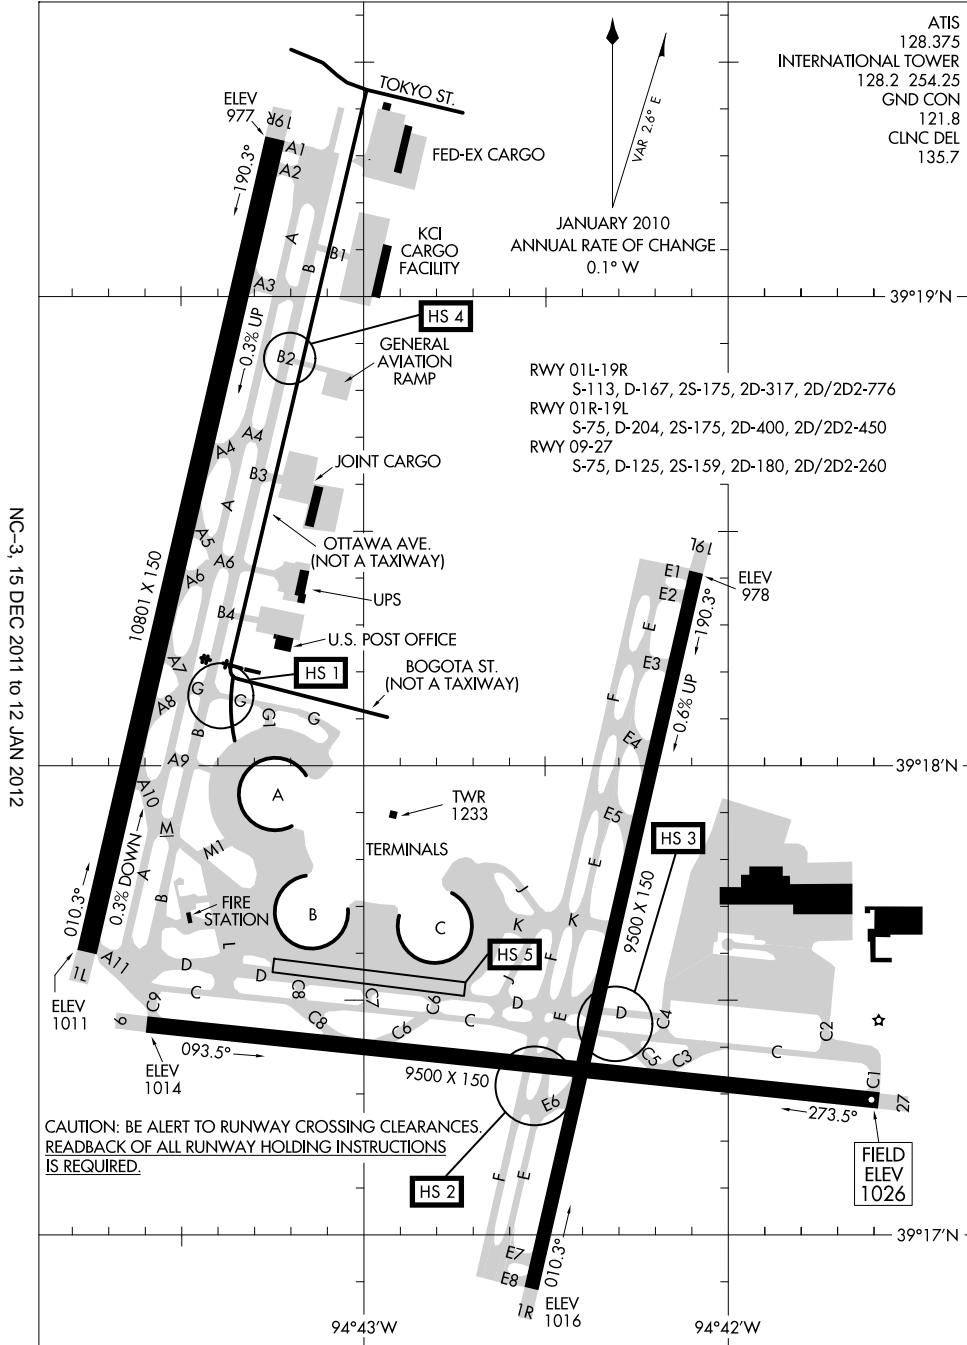 ATIS
128.375
INTERNATIONAL TOWER
128.2 254.25
GND CON
121.8
CLNC DEL
135.7
TOKYO ST.
ELEV
977
19R
A1
A2
190.3°
FED-EX CARGO
VAR 2.6° E
JANUARY 2010
ANNUAL RATE OF CHANGE
0.1° W
KCI
CARGO
FACILITY
A
B
B1
A3
39°19'N
HS 4
0.3% UP
B2
GENERAL
AVIATION
RAMP
RWY 01L-19R
S-113, D-167, 2S-175, 2D-317, 2D/2D2-776
RWY 01R-19L
S-75, D-204, 2S-175, 2D-400, 2D/2D2-450
RWY 09-27
S-75, D-125, 2S-159, 2D-180, 2D/2D2-260
A4
A4
B3
JOINT CARGO
A
NC-3, 15 DEC 2011 to 12 JAN 2012
A5
OTTAWA AVE.
(NOT A TAXIWAY)
10801 X 150
A6
A6
UPS
B4
U.S. POST OFFICE
19L
E1
E2
ELEV
978
190.3°
E
E3
A7
HS 1
BOGOTA ST.
(NOT A TAXIWAY)
G
G
G1
G
A8
B
F
0.6% UP
E4
A9
39°18'N
A10
A
TWR
1233
E5
HS 3
M1
M1
TERMINALS
0.3% DOWN
A
B
E
010.3°
FIRE
STATION
B
C
J
K
K
9500 X 150
L
HS 5
F
A11
1L
D
D
C
C8
C7
C6
J
D
E
D
C4
C2
ELEV
1011
9
C9
C8
C6
C
C5
C3
C
093.5°
ELEV
1014
9500 X 150
C1
27
E6
273.5°
CAUTION: BE ALERT TO RUNWAY CROSSING CLEARANCES.
READBACK OF ALL RUNWAY HOLDING INSTRUCTIONS
IS REQUIRED.
FIELD
ELEV
1026
HS 2
F
E
39°17'N
E7
E8
010.3°
1R
ELEV
1016
94°43'W
94°42'W